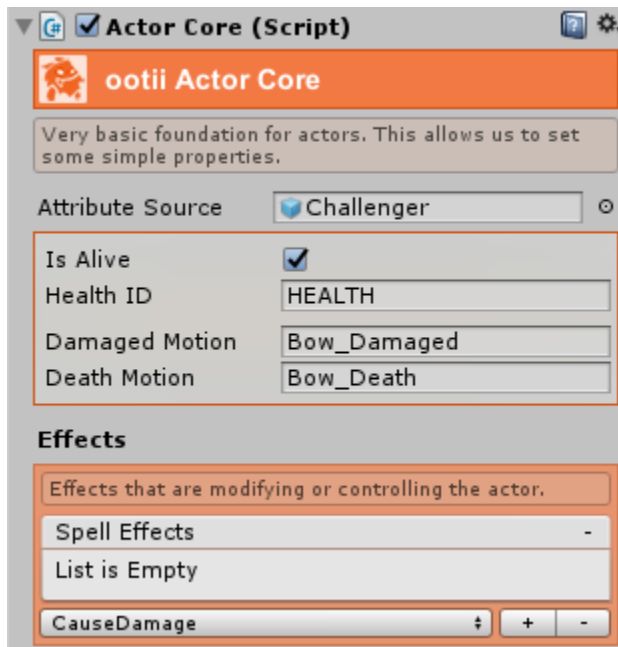 Actor Core (Script)
ootii Actor Core
Very basic foundation for actors. This allows us to set
some simple properties.
Attribute Source Challenger
Is Alive
Health ID HEALTH
Damaged Motion Bow_Damaged
Death Motion Bow_Death
Effects
Effects that are modifying or controlling the actor.
Spell Effects -
List is Empty
CauseDamage + -